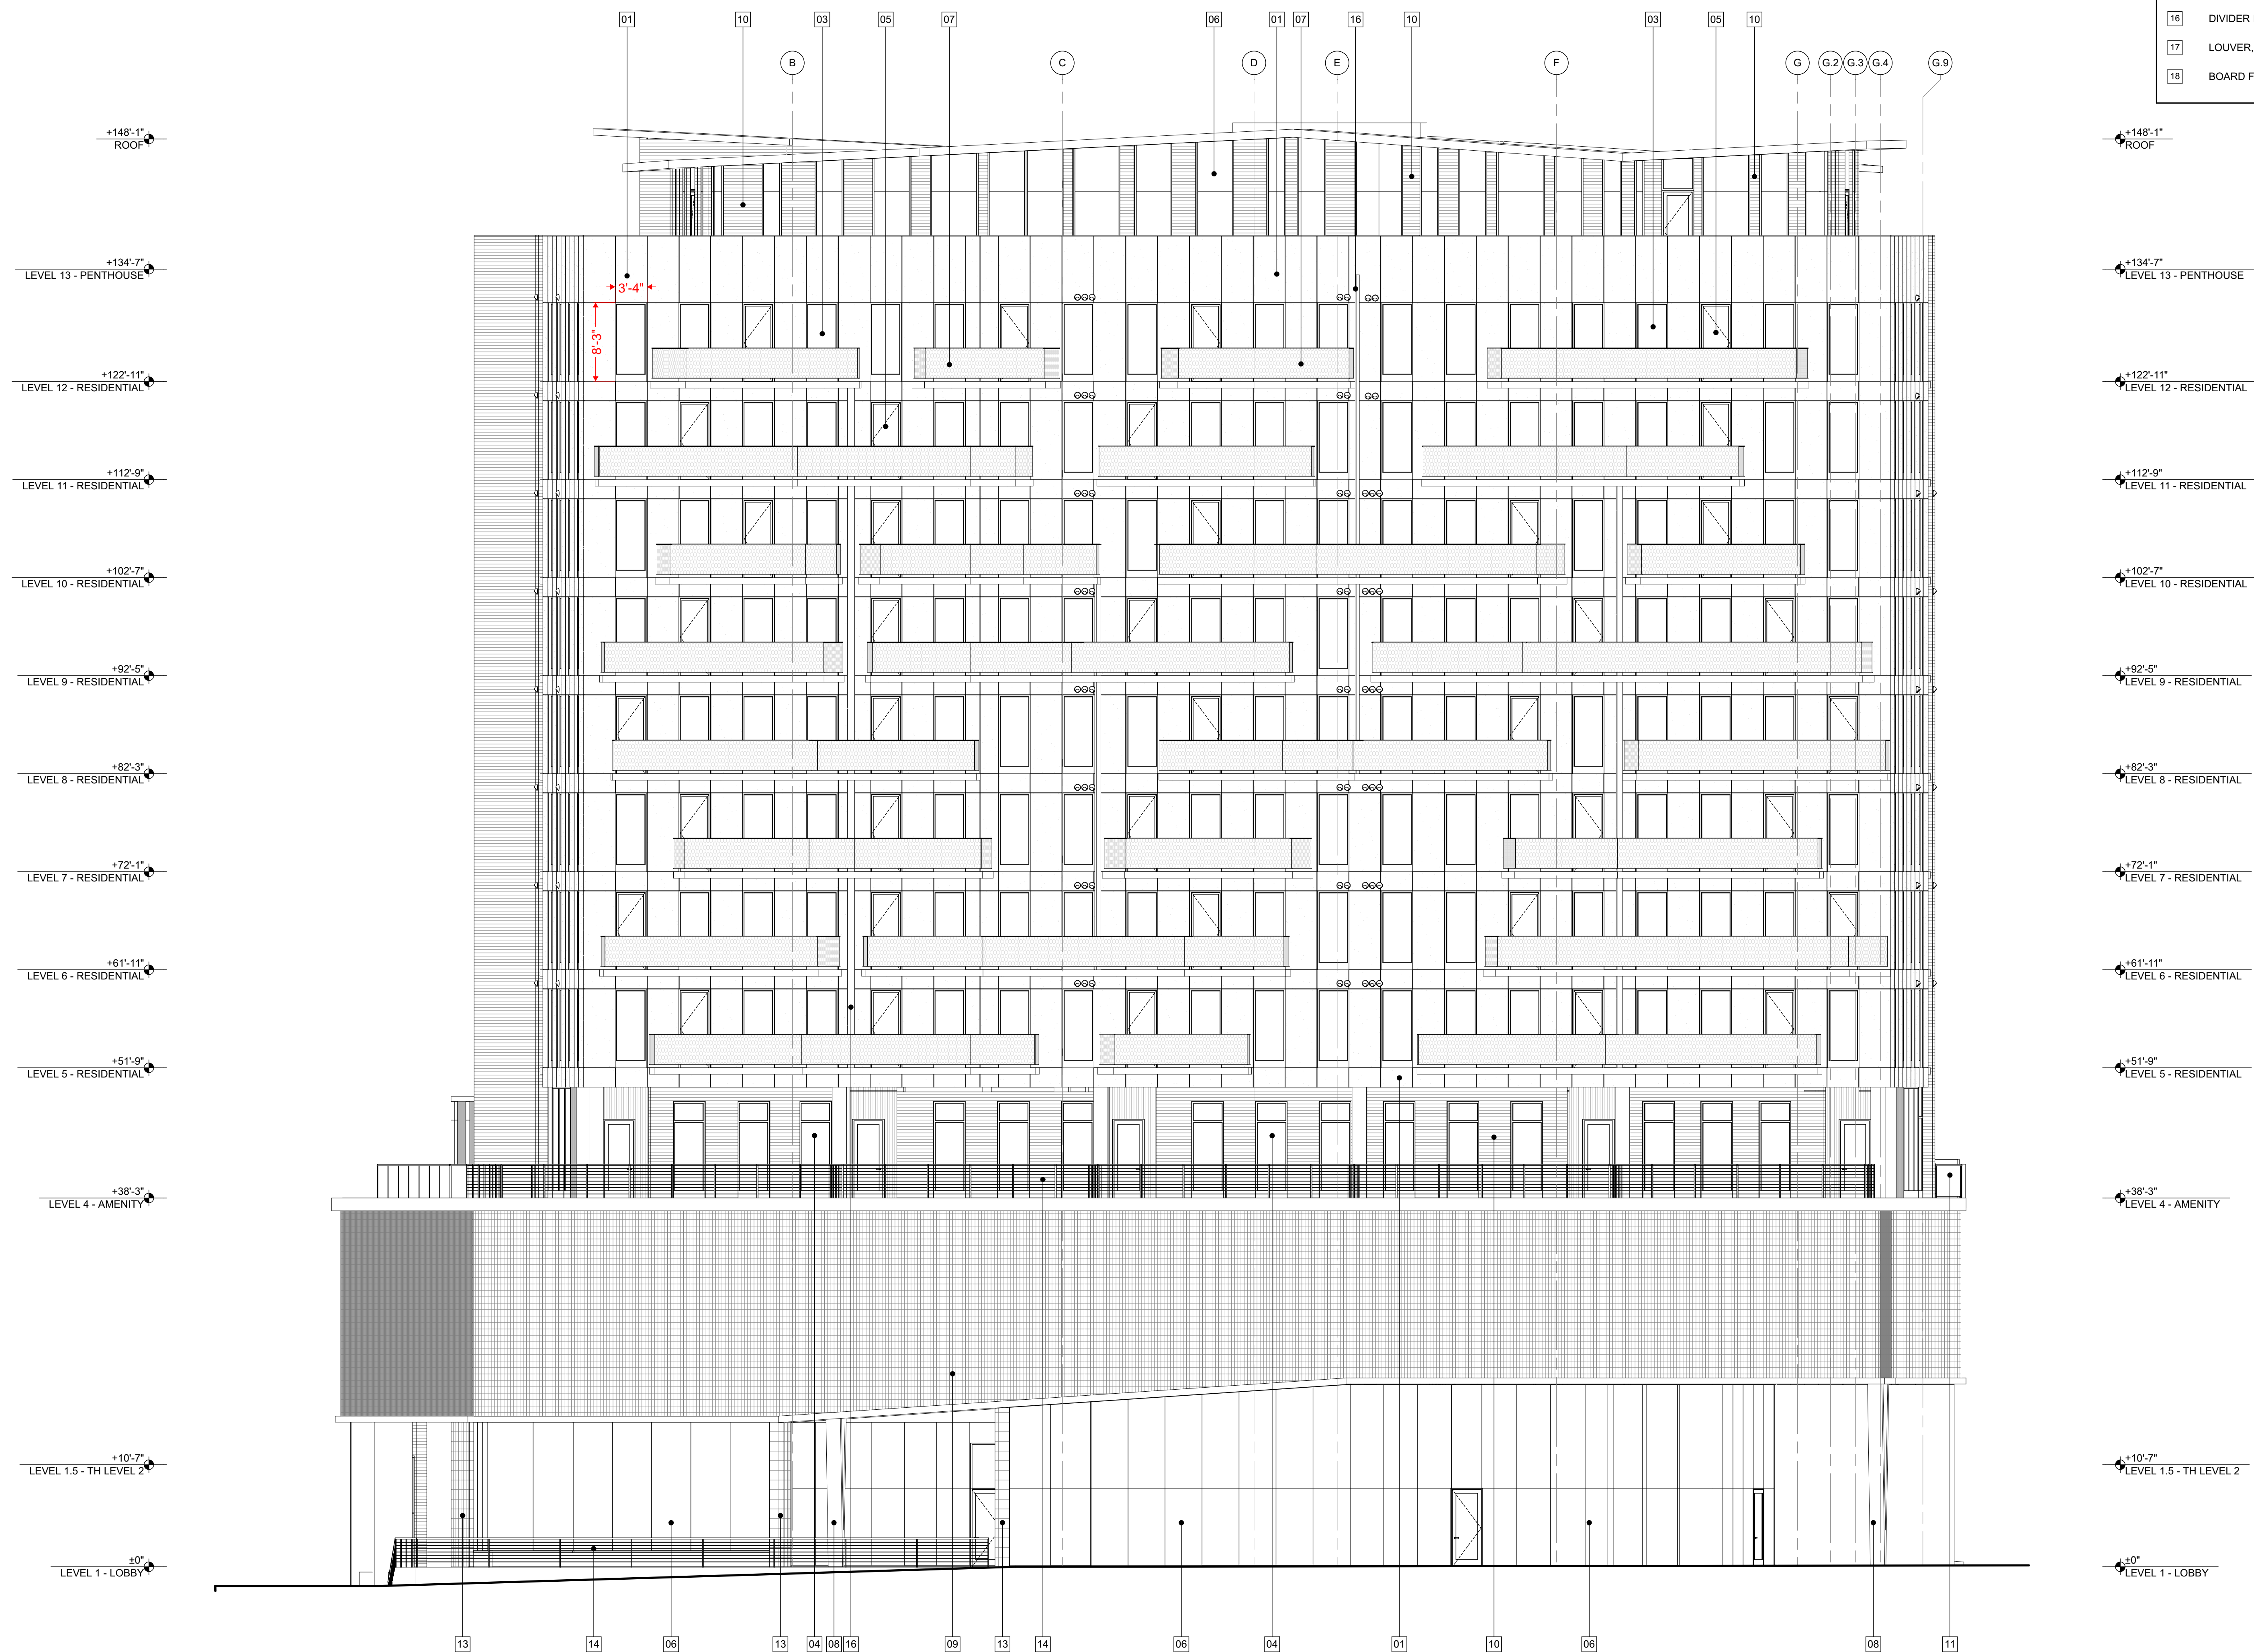 01 10 03 05 07 06 01 07 16 10 03 05 10
16 DIVIDER
17 LOUVER,
18 BOARD F
B C D E F G G.2 G.3 G.4 G.9
+148'-1" +148'-1"
ROOF ROOF
+134'-7" +134'-7"
LEVEL 13 - PENTHOUSE LEVEL 13 - PENTHOUSE
3'-4"
8'-3"
+122'-11" +122'-11"
LEVEL 12 - RESIDENTIAL LEVEL 12 - RESIDENTIAL
+112'-9" +112'-9"
LEVEL 11 - RESIDENTIAL LEVEL 11 - RESIDENTIAL
+102'-7" +102'-7"
LEVEL 10 - RESIDENTIAL LEVEL 10 - RESIDENTIAL
+92'-5" +92'-5"
LEVEL 9 - RESIDENTIAL LEVEL 9 - RESIDENTIAL
+82'-3" +82'-3"
LEVEL 8 - RESIDENTIAL LEVEL 8 - RESIDENTIAL
+72'-1" +72'-1"
LEVEL 7 - RESIDENTIAL LEVEL 7 - RESIDENTIAL
+61'-11" +61'-11"
LEVEL 6 - RESIDENTIAL LEVEL 6 - RESIDENTIAL
+51'-9" +51'-9"
LEVEL 5 - RESIDENTIAL LEVEL 5 - RESIDENTIAL
+38'-3" +38'-3"
LEVEL 4 - AMENITY LEVEL 4 - AMENITY
+10'-7" +10'-7"
LEVEL 1.5 - TH LEVEL 2 LEVEL 1.5 - TH LEVEL 2
±0" ±0"
LEVEL 1 - LOBBY LEVEL 1 - LOBBY
13 14 06 13 04 08 16 09 13 14 06 04 01 10 06 08 11